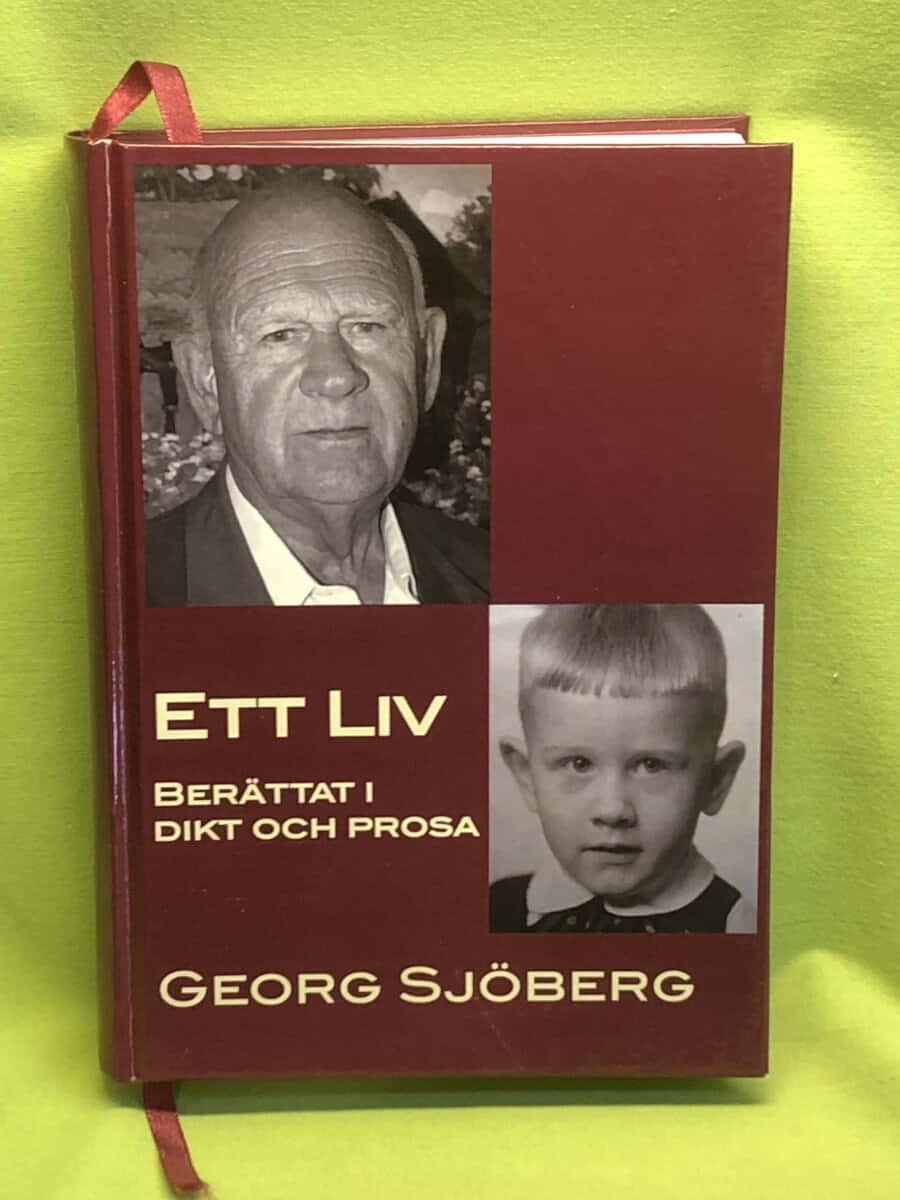 ETT LIV
BERÄTTAT I
DIKT OCH PROSA
GEORG SJÖBERG